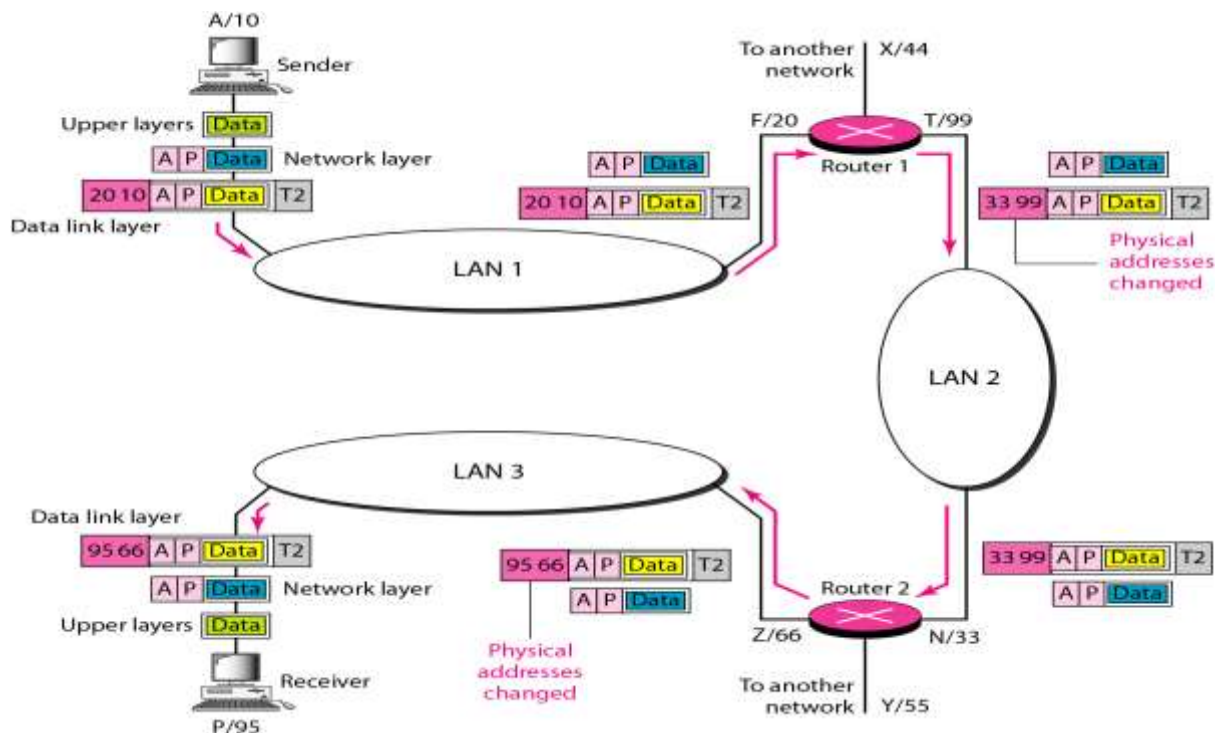 A/10
Sender
Upper layers Data
A P Data Network layer
20 10 A P Data T2
Data link layer
LAN 1
To another
network
X/44
F/20
T/99
Router 1
A P Data
20 10 A P Data T2
A P Data
33 99 A P Data T2
Physical
addresses
changed
LAN 2
LAN 3
Data link layer
95 66 A P Data T2
A P Data Network layer
Upper layers Data
Receiver
P/95
95 66 A P Data T2
A P Data
Physical
addresses
changed
Router 2
Z/66
N/33
To another
network
Y/55
33 99 A P Data T2
A P Data